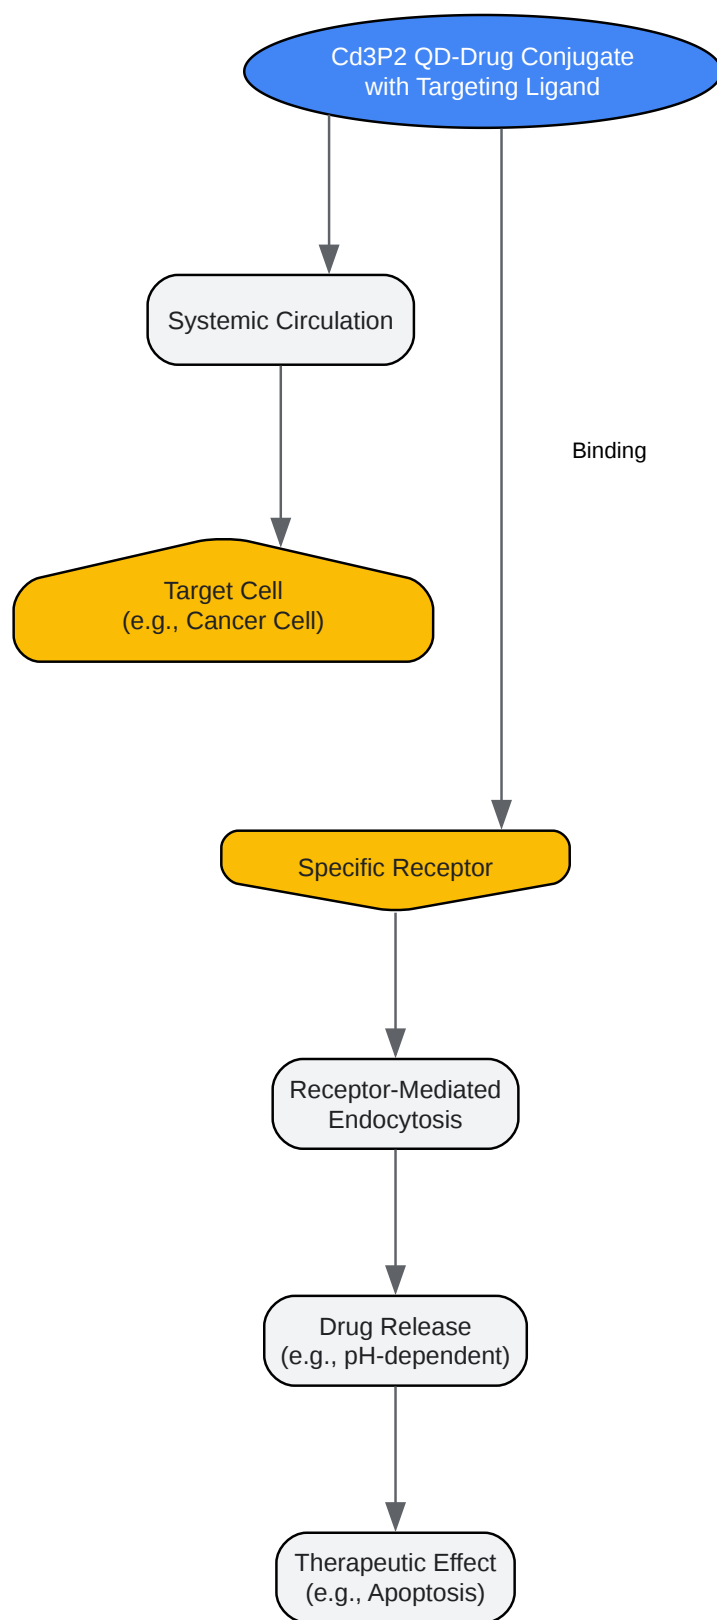 Cd3P2 QD-Drug Conjugate
with Targeting Ligand
Systemic Circulation
Binding
Target Cell
(e.g., Cancer Cell)
Specific Receptor
Receptor-Mediated
Endocytosis
Drug Release
(e.g., pH-dependent)
Therapeutic Effect
(e.g., Apoptosis)